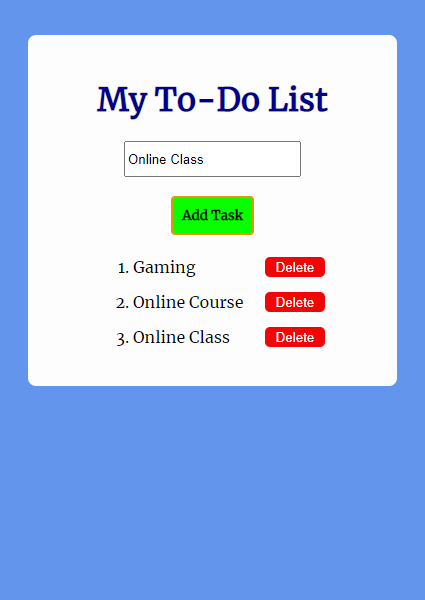 My To-Do List
Online Class
Add Task
1. Gaming Delete
2. Online Course Delete
3. Online Class Delete